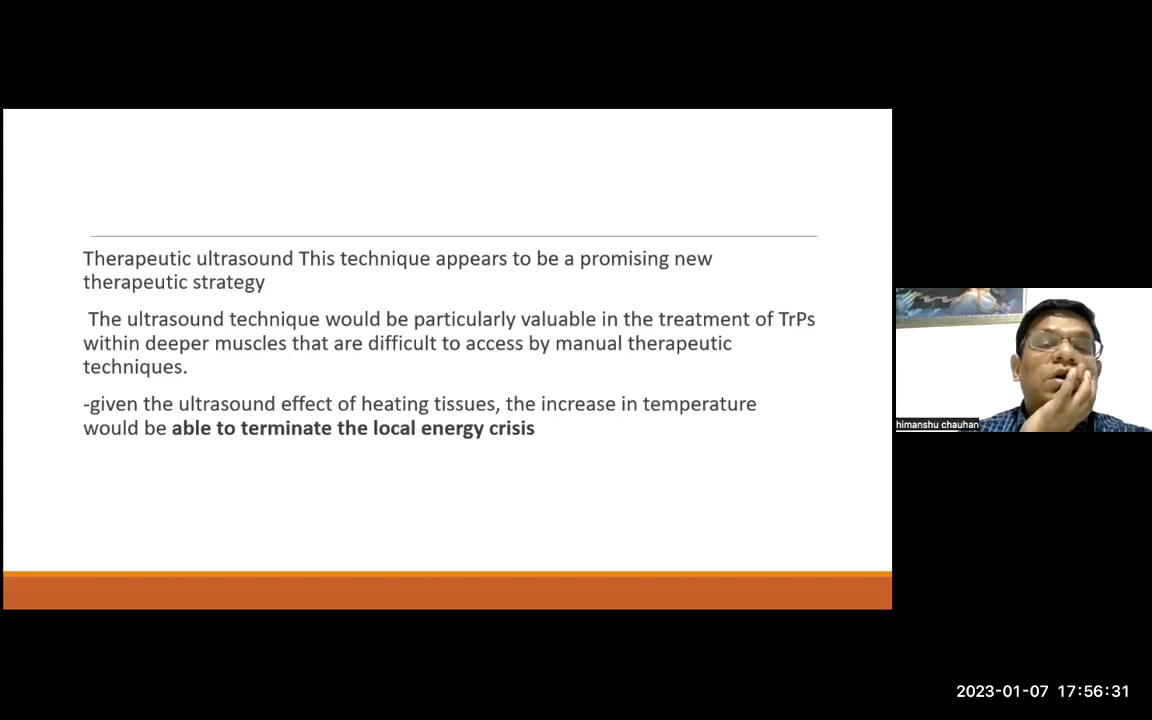 Therapeutic ultrasound This technique appears to be a promising new
therapeutic strategy
The ultrasound technique would be particularly valuable in the treatment of TrPs
within deeper muscles that are difficult to access by manual therapeutic
techniques.
-given the ultrasound effect of heating tissues, the increase in temperature
would be able to terminate the local energy crisis
himanshu chauhan
2023-01-07 17:56:31